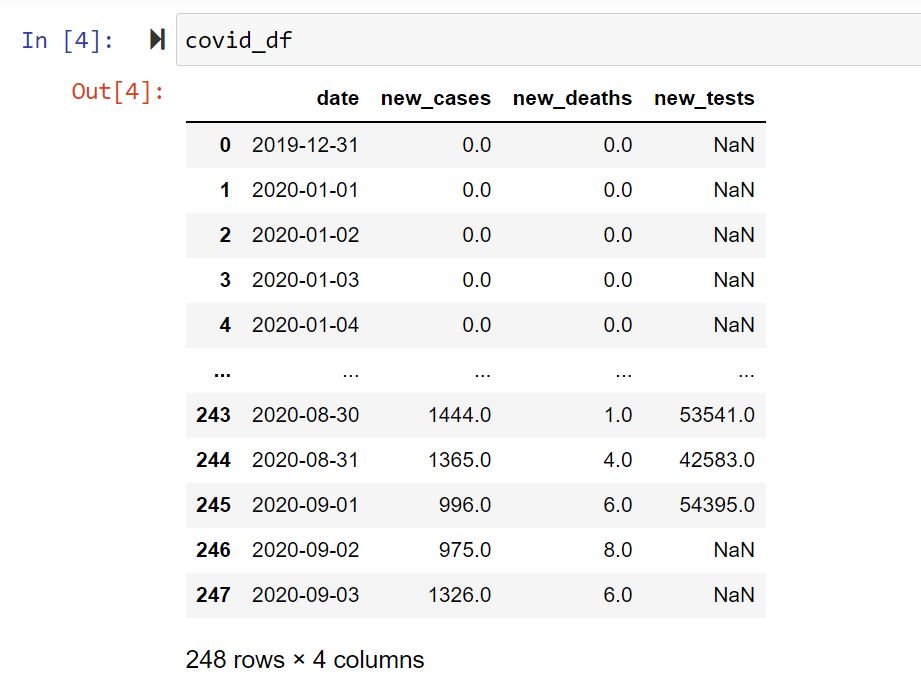 In [4]: covid_df
Out[4]:
date new_cases new_deaths new_tests
0 2019-12-31 0.0 0.0 NaN
1 2020-01-01 0.0 0.0 NaN
2 2020-01-02 0.0 0.0 NaN
3 2020-01-03 0.0 0.0 NaN
4 2020-01-04 0.0 0.0 NaN
... ... ... ... ...
243 2020-08-30 1444.0 1.0 53541.0
244 2020-08-31 1365.0 4.0 42583.0
245 2020-09-01 996.0 6.0 54395.0
246 2020-09-02 975.0 8.0 NaN
247 2020-09-03 1326.0 6.0 NaN
248 rows × 4 columns